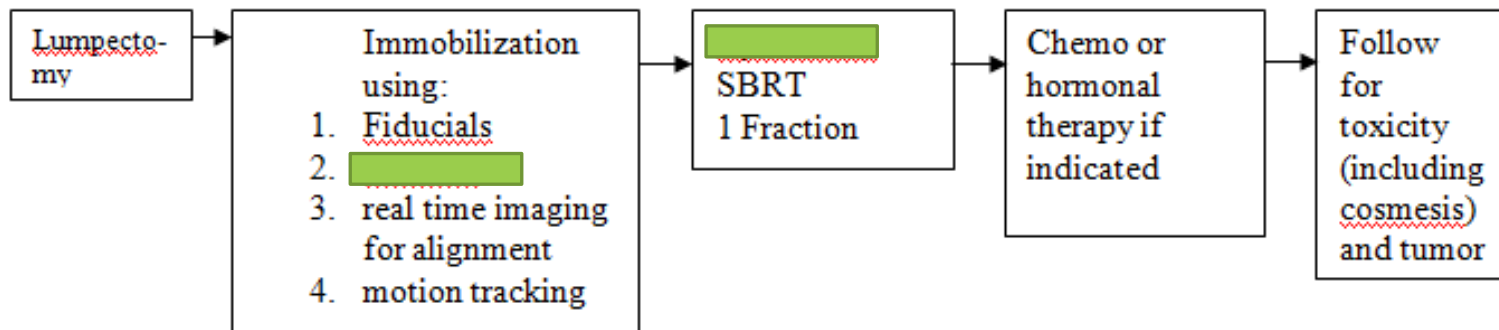 Lumpecto-
my
Immobilization
using:
1. Fiducials
2.
3. real time imaging
for alignment
4. motion tracking
SBRT
1 Fraction
Chemo or
hormonal
therapy if
indicated
Follow
for
toxicity
(including
cosmesis)
and tumor